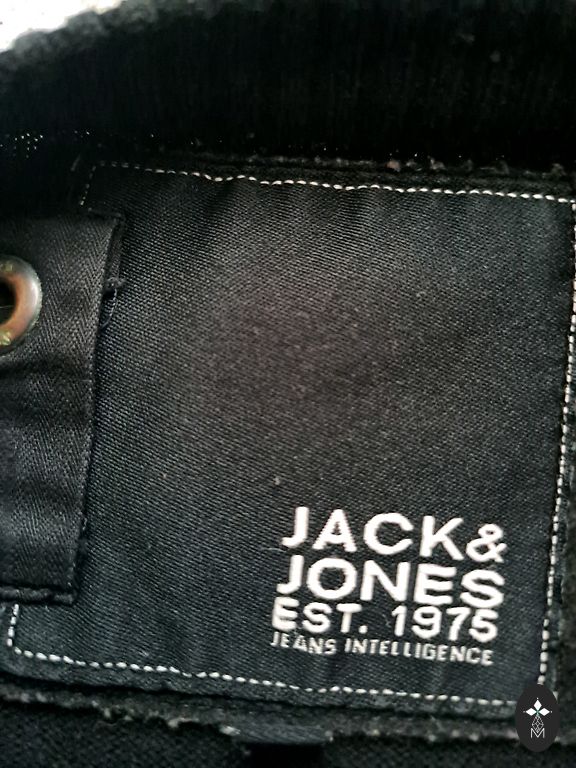 JACK&
JONES
EST. 1975
JEANS INTELLIGENCE